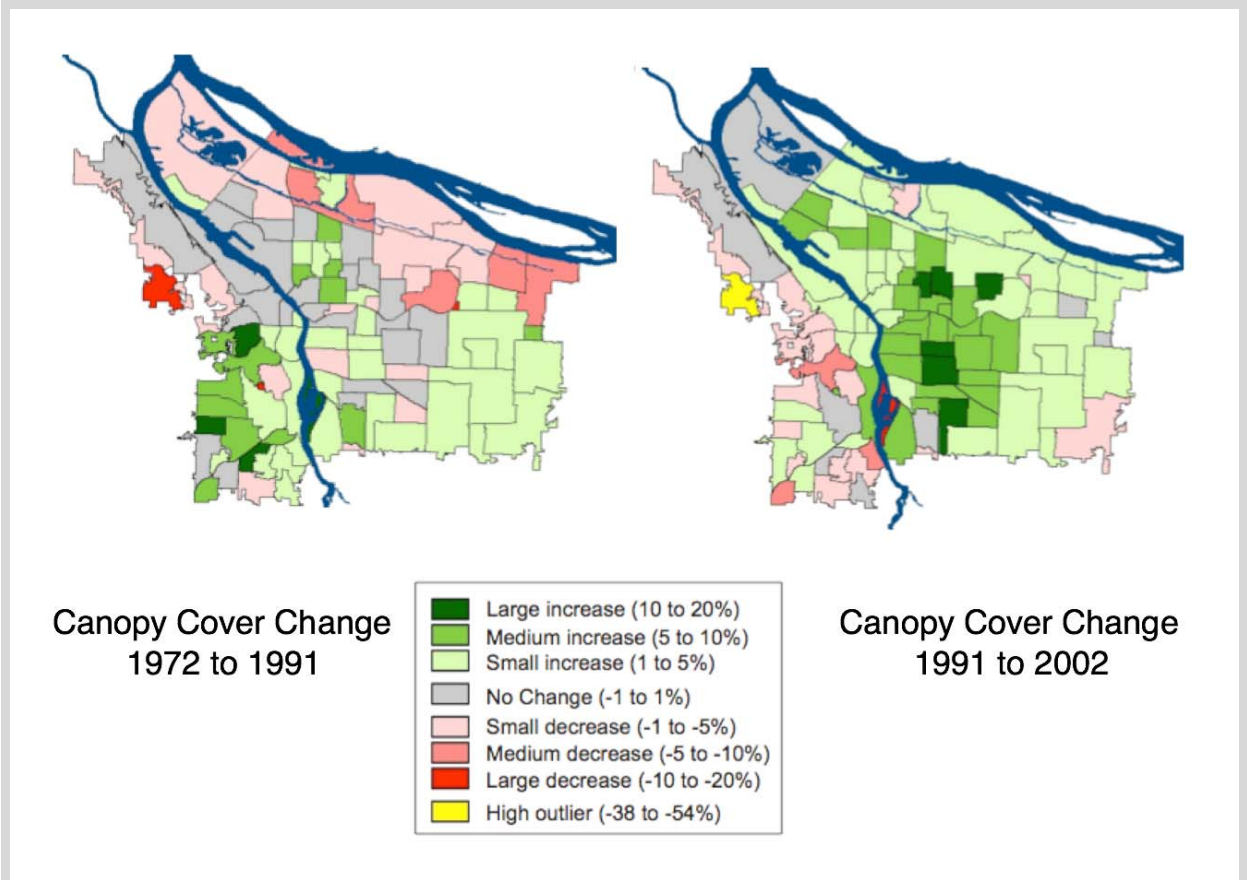 Canopy Cover Change
1972 to 1991
Large increase (10 to 20%)
Medium increase (5 to 10%)
Small increase (1 to 5%)
No Change (-1 to 1%)
Small decrease (-1 to -5%)
Medium decrease (-5 to -10%)
Large decrease (-10 to -20%)
High outlier (-38 to -54%)
Canopy Cover Change
1991 to 2002